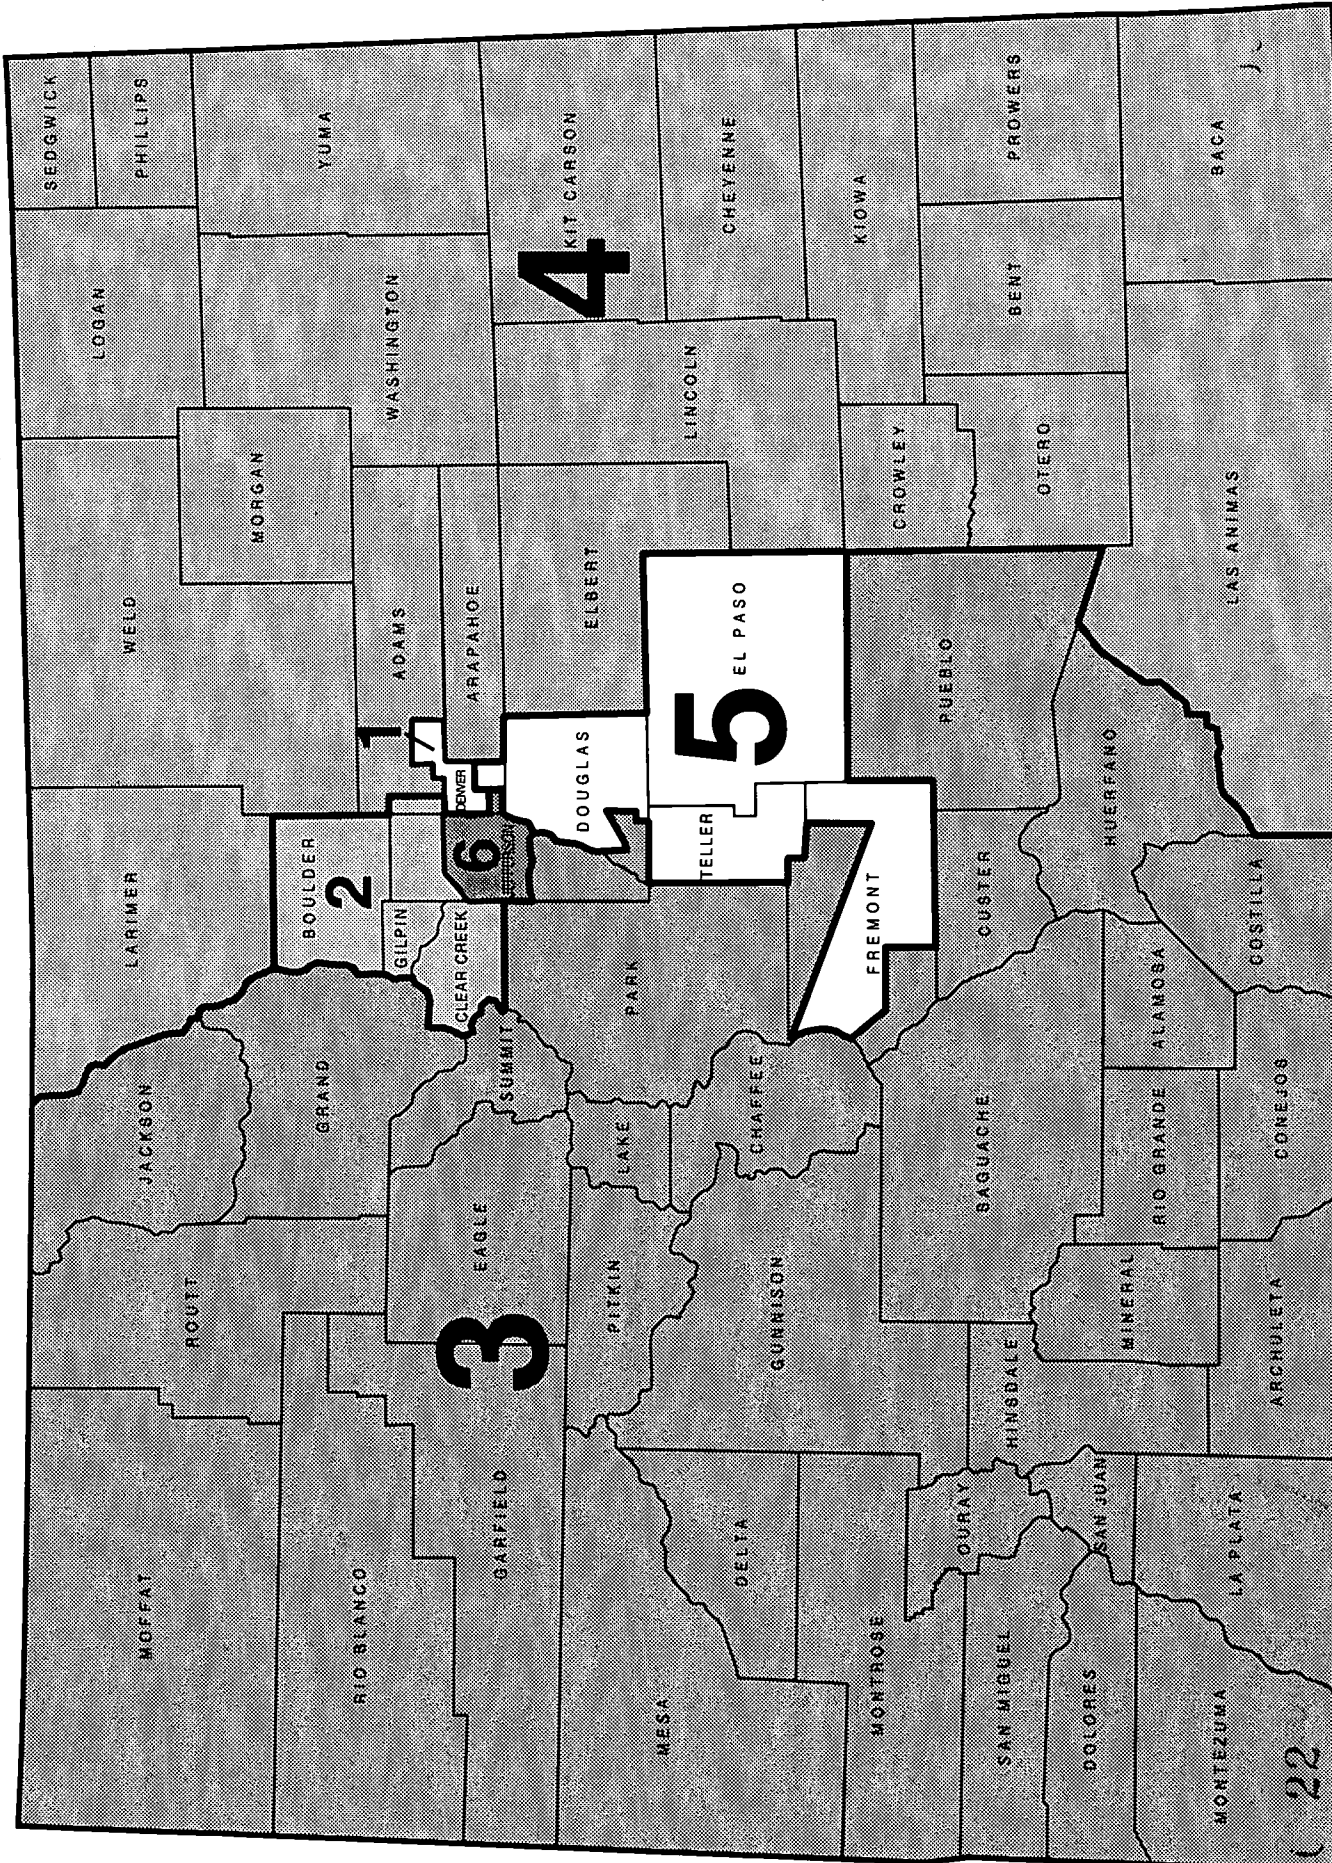 MOFFAT
ROUTT
JACKSON
LARIMER
WELD
LOGAN
SEDGWICK
PHILLIPS
MORGAN
RIO BLANCO
GRAND
BOULDER
2
WASHINGTON
YUMA
GARFIELD
3
EAGLE
SUMMIT
GILPIN
CLEAR CREEK
6
DENVER
1
ADAMS
ARAPAHOE
MESA
PITKIN
LAKE
PARK
DOUGLAS
ELBERT
4
KIT CARSON
DELTA
GUNNISON
CHAFFEE
TELLER
5
EL PASO
LINCOLN
CHEYENNE
MONTROSE
OURAY
HINSDALE
SAGUACHE
FREMONT
CUSTER
PUEBLO
CROWLEY
KIOWA
SAN MIGUEL
DOLORES
SAN JUAN
MINERAL
RIO GRANDE
ALAMOSA
HUERFANO
OTERO
BENT
PROWERS
MONTEZUMA
LA PLATA
ARCHULETA
CONEJOS
COSTILLA
LAS ANIMAS
BACA
22